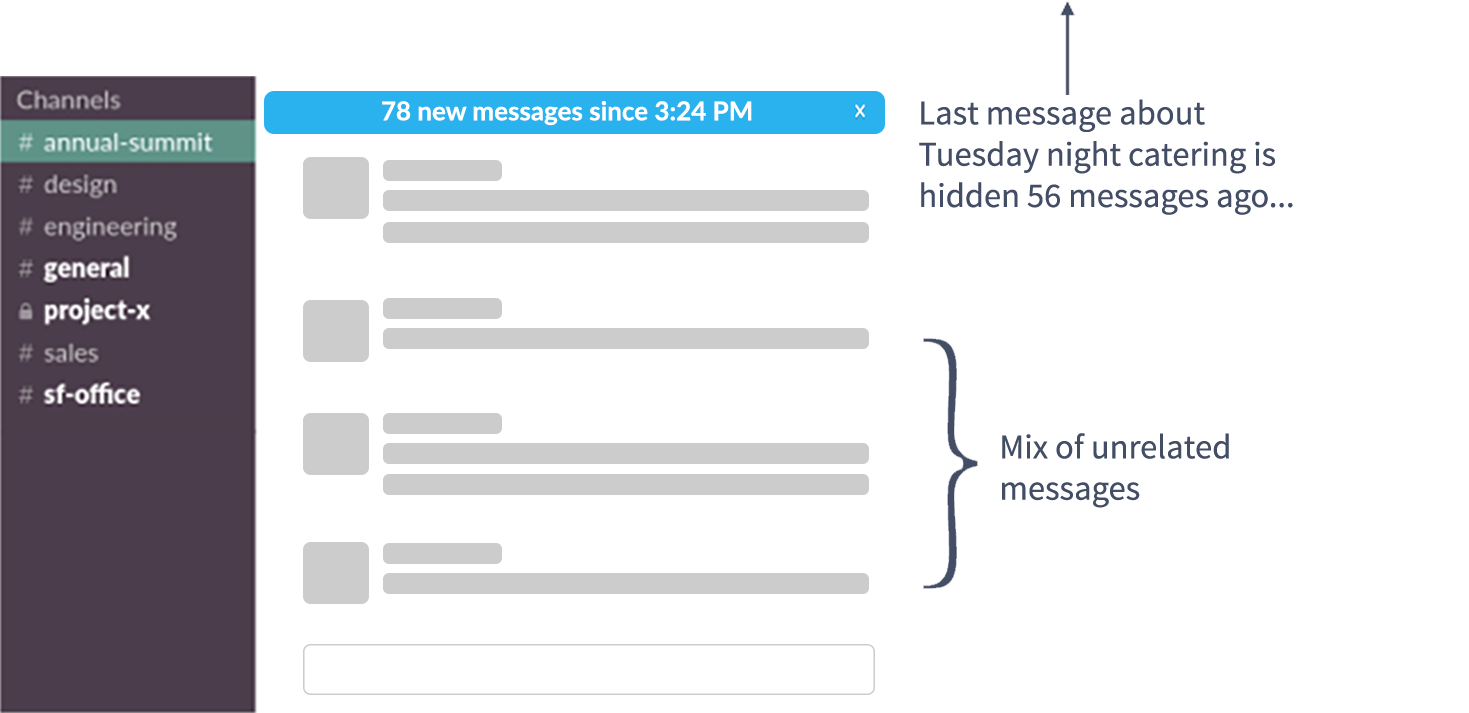 Channels
# annual-summit
# design
# engineering
# general
project-x
# sales
# sf-office
78 new messages since 3:24 PM x
Last message about
Tuesday night catering is
hidden 56 messages ago...
Mix of unrelated
messages